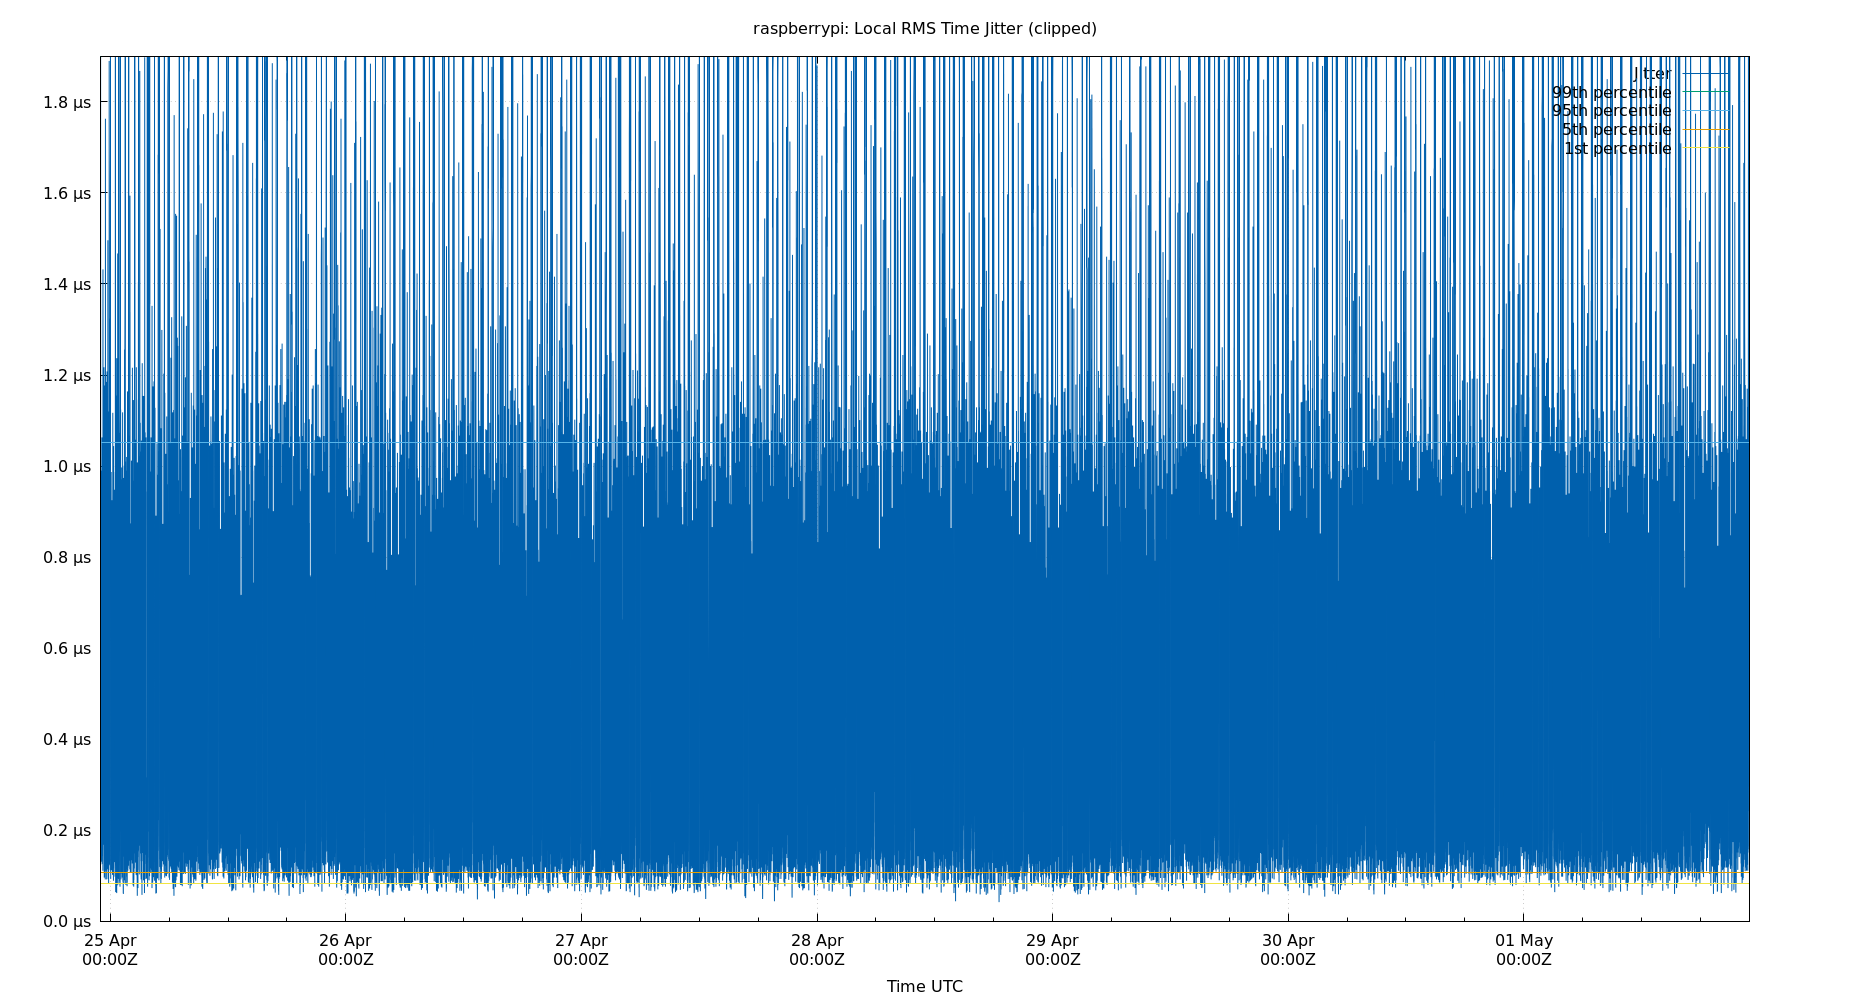 raspberrypi: Local RMS Time Jitter (clipped)
Jitter
99th percentile
95th percentile
5th percentile
1st percentile
1.8 µs
1.6 µs
1.4 µs
1.2 µs
1.0 µs
0.8 µs
0.6 µs
0.4 µs
0.2 µs
0.0 µs
25 Apr 26 Apr 27 Apr 28 Apr 29 Apr 30 Apr 01 May
00:00Z 00:00Z 00:00Z 00:00Z 00:00Z 00:00Z 00:00Z
Time UTC